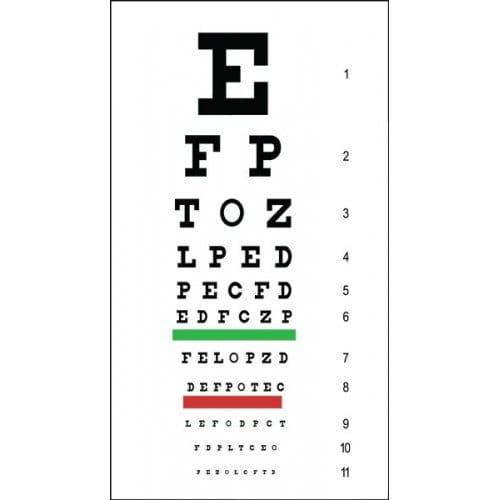 E 1
F P 2
T O Z 3
L P E D 4
P E C F D 5
E D F C Z P 6
F E L O P Z D 7
D E F P O T E C 8
L E F O D P C T 9
F D P L T C E O 10
P E Z O L C F T D 11